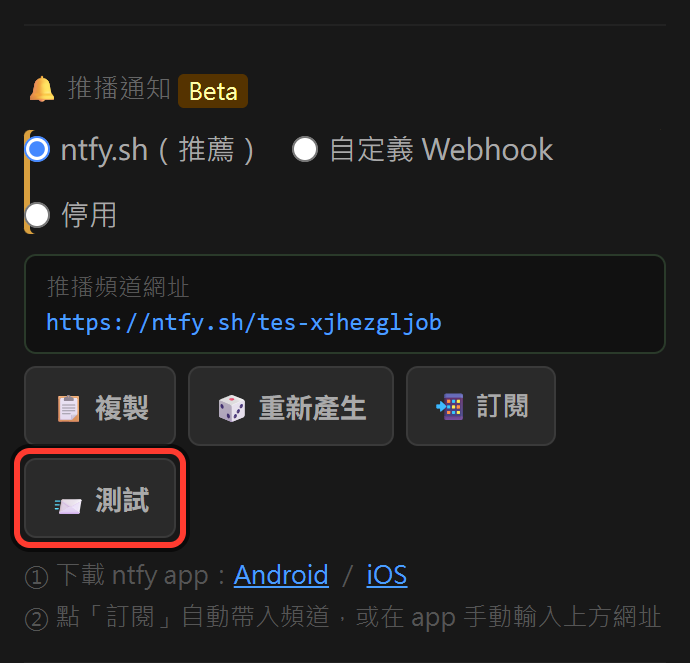 推播通知 Beta
ntfy.sh（推薦） 自定義 Webhook
停用
推播頻道網址
https://ntfy.sh/tes-xjhezgljob
複製 重新產生 訂閱
測試
① 下載 ntfy app：Android / iOS
② 點「訂閱」自動帶入頻道，或在 app 手動輸入上方網址